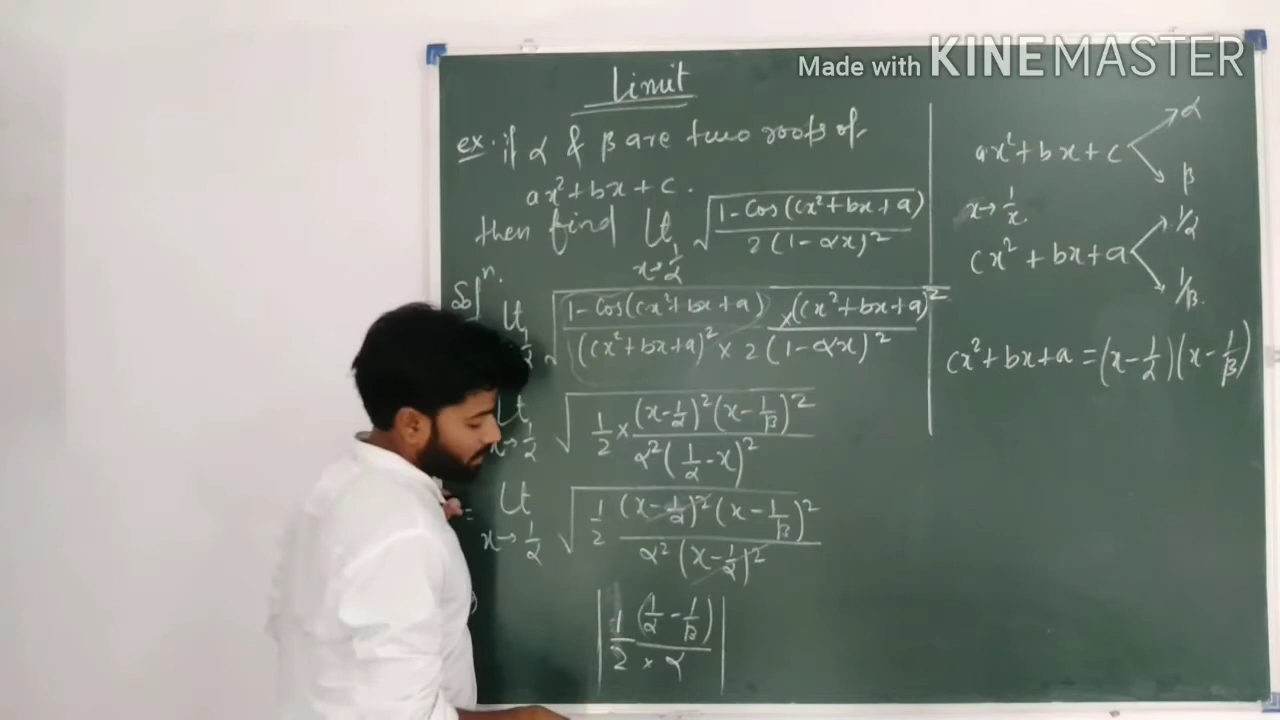 Made with KINEMASTER
Limit
ex. if α & β are two roots of
ax² + bx + c.
then find Lt x→1/α √(1-Cos(cx²+bx+a) / 2(1-αx)²)
Solⁿ.
Lt 1/α √(1-Cos(cx²+bx+a) / (cx²+bx+a)² × 2 × (cx²+bx+a)² / (1-αx)²)
Lt x→1/α √(1/2 × (x-1/α)²(x-1/β)² / α²(1/α-x)²)
= Lt x→1/α √(1/2 (x-1/α)²(x-1/β)² / α²(x-1/α)²)
|1/2 (1/α - 1/β) / × α|
ax²+bx+c α β
x→1/x.
cx²+bx+a 1/α 1/β.
cx²+bx+a = (x-1/α)(x-1/β)